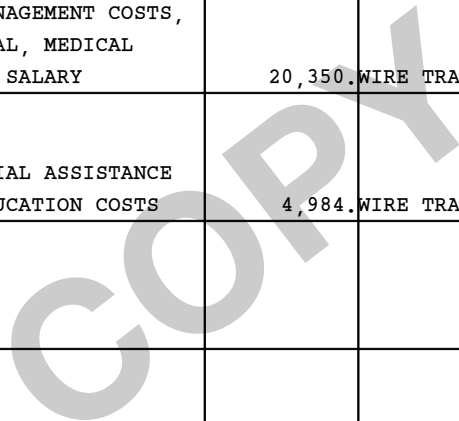 NAGEMENT COSTS,
AL, MEDICAL
SALARY 20,350. WIRE TRA
IAL ASSISTANCE
UCATION COSTS 4,984. WIRE TRA
COPY